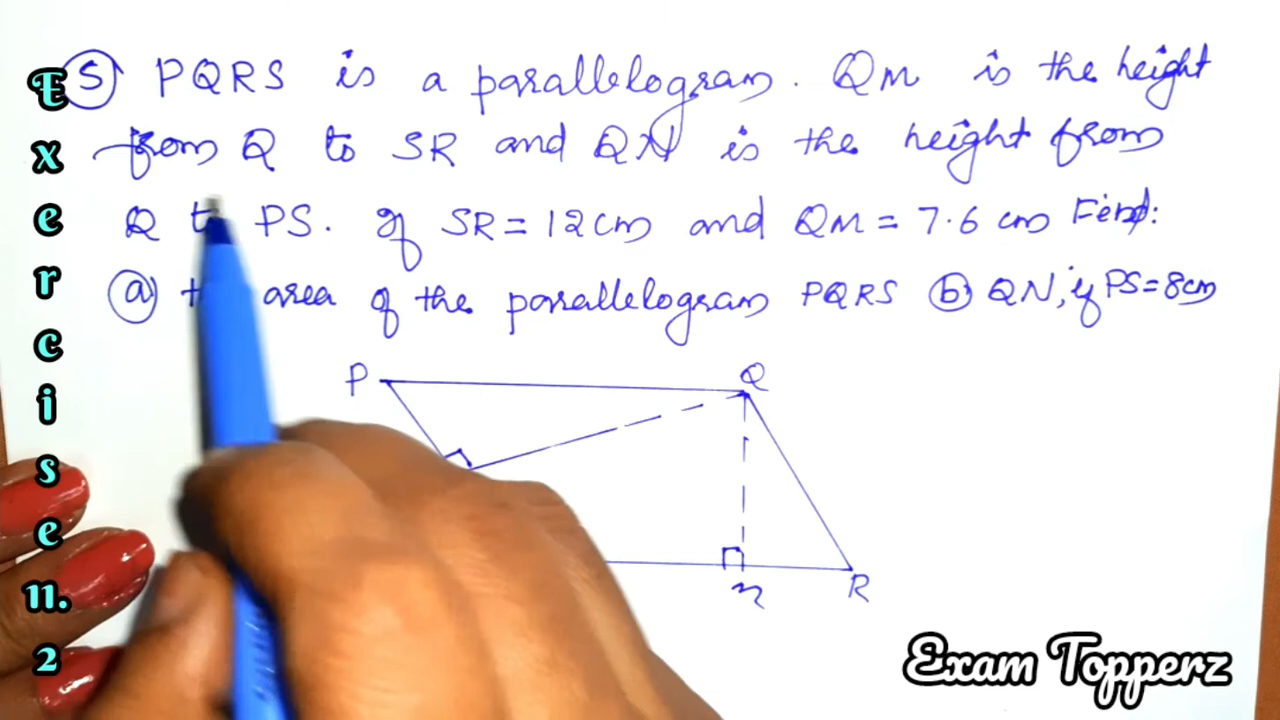 5 PQRS is a parallelogram. QM is the height
from Q to SR and QN is the height from
Q to PS. If SR = 12cm and QM = 7.6 cm Find:
a area of the parallelogram PQRS b QN, if PS=8cm
P Q
M R
Exercise 11.2
Exam Topperz